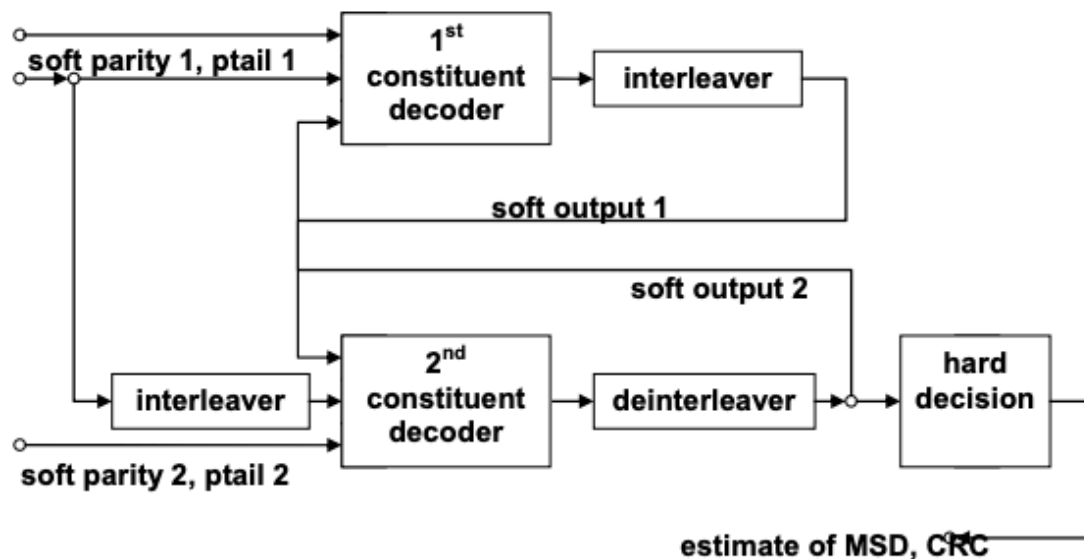 soft parity 1, ptail 1
1st
constituent
decoder
interleaver
soft output 1
soft output 2
interleaver
2nd
constituent
decoder
deinterleaver
hard
decision
soft parity 2, ptail 2
estimate of MSD, CRC